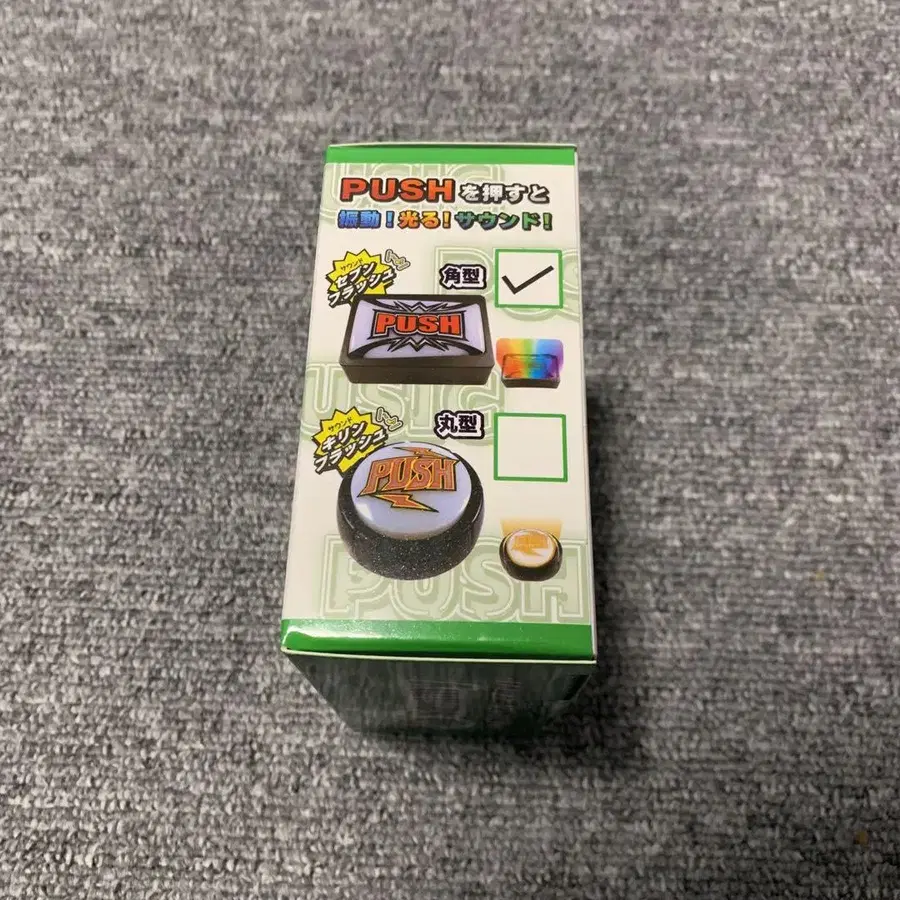 PUSHを押すと
振動!光る!サウンド!
サウンド
セブン
フラッシュ
角型
PUSH
サウンド
キリン
フラッシュ
丸型
PUSH
PUSH